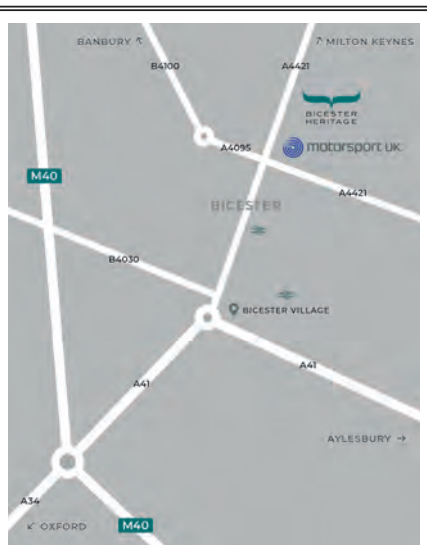 BANBURY ↖
↗ MILTON KEYNES
B4100
A4421
BICESTER
HERITAGE
A4095
motorsport UK
M40
A4421
BICESTER
B4030
BICESTER VILLAGE
A41
A41
AYLESBURY →
A34
↙ OXFORD
M40